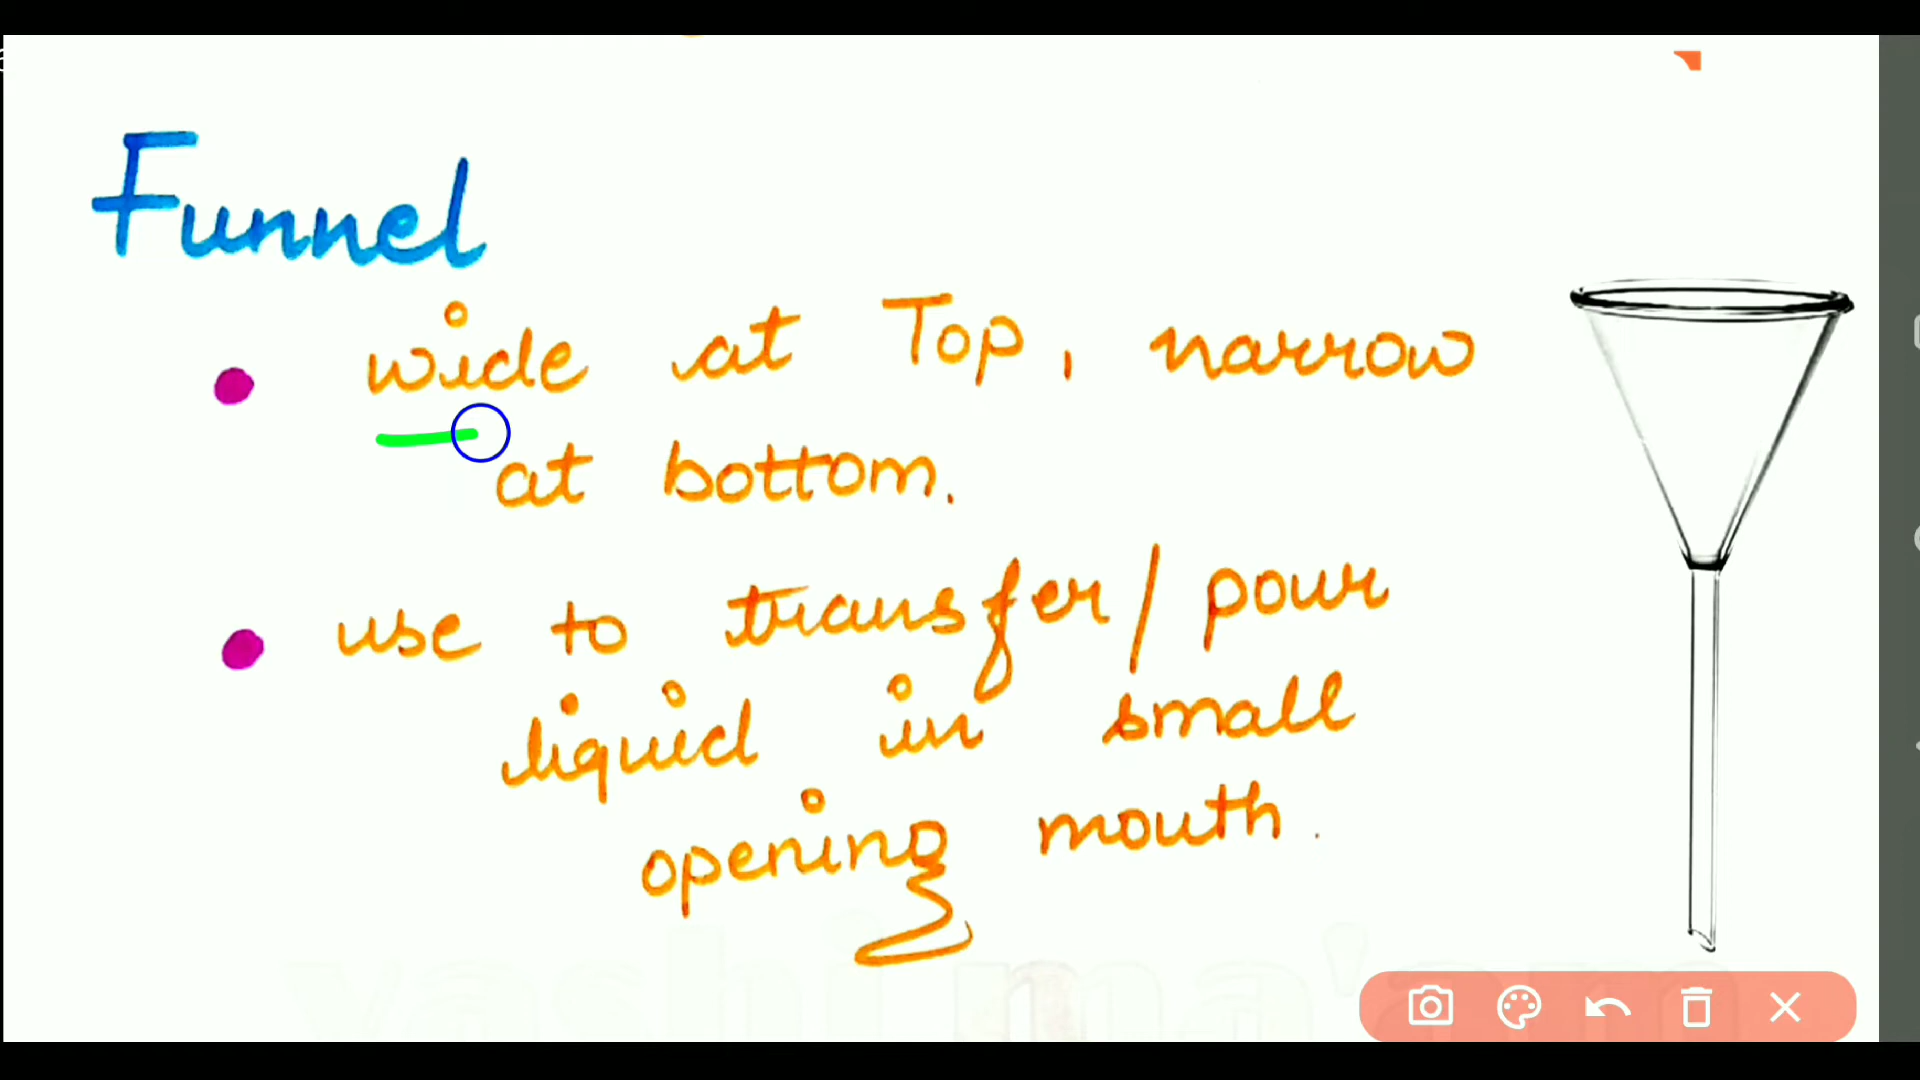 Funnel
• wide at Top, narrow
at bottom.
• use to transfer/pour
liquid in small
opening mouth.